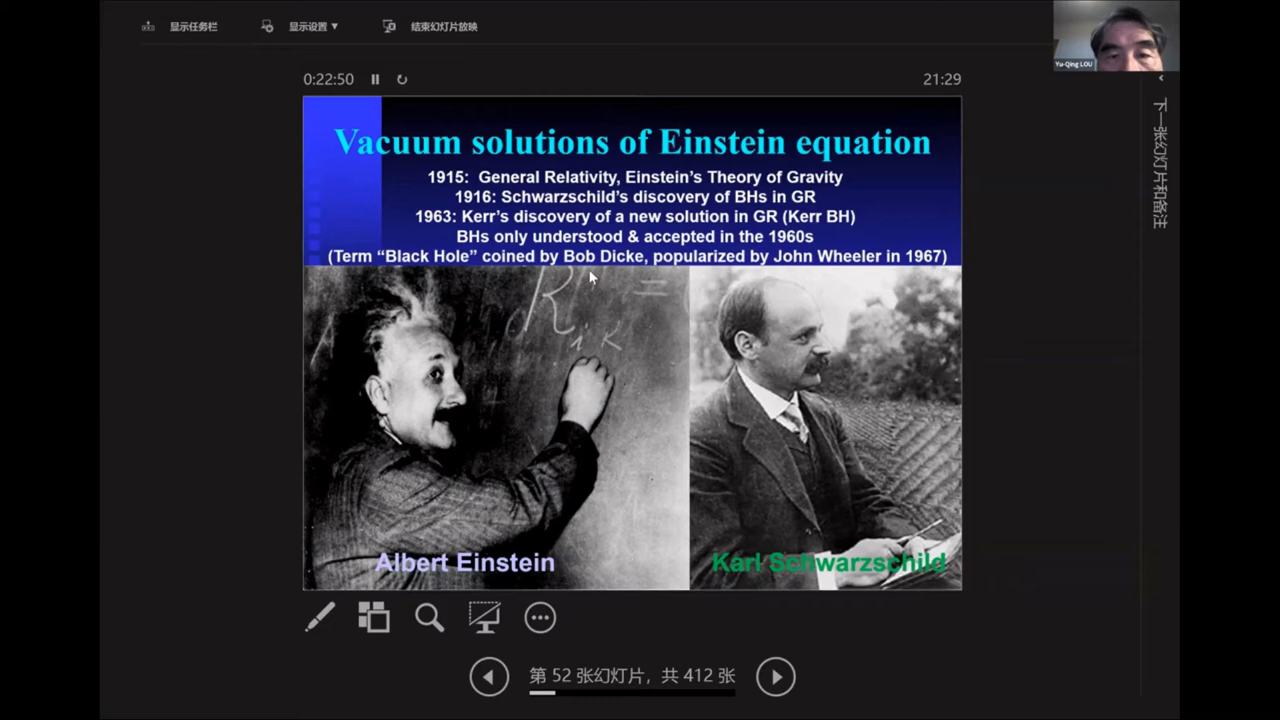 显示任务栏
显示设置 ▼
结束幻灯片放映
Yu-Qing LOU
0:22:50
21:29
下一张幻灯片和备注
Vacuum solutions of Einstein equation
1915: General Relativity, Einstein's Theory of Gravity
1916: Schwarzschild's discovery of BHs in GR
1963: Kerr's discovery of a new solution in GR (Kerr BH)
BHs only understood & accepted in the 1960s
(Term “Black Hole” coined by Bob Dicke, popularized by John Wheeler in 1967)
R i K =
Albert Einstein
Karl Schwarzschild
第 52 张幻灯片，共 412 张